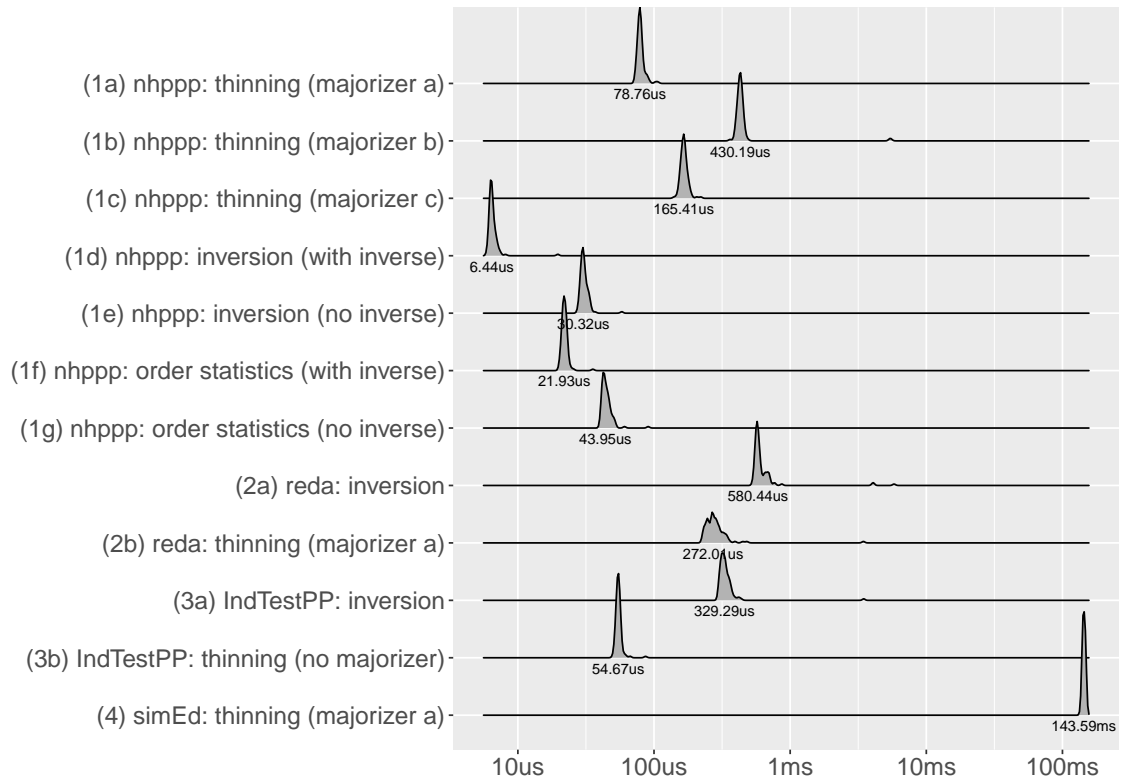 (1a) nhppp: thinning (majorizer a)
78.76us
(1b) nhppp: thinning (majorizer b)
430.19us
(1c) nhppp: thinning (majorizer c)
165.41us
(1d) nhppp: inversion (with inverse)
6.44us
(1e) nhppp: inversion (no inverse)
30.32us
(1f) nhppp: order statistics (with inverse)
21.93us
(1g) nhppp: order statistics (no inverse)
43.95us
(2a) reda: inversion
580.44us
(2b) reda: thinning (majorizer a)
272.01us
(3a) IndTestPP: inversion
329.29us
(3b) IndTestPP: thinning (no majorizer)
54.67us
(4) simEd: thinning (majorizer a)
143.59ms
10us 100us 1ms 10ms 100ms